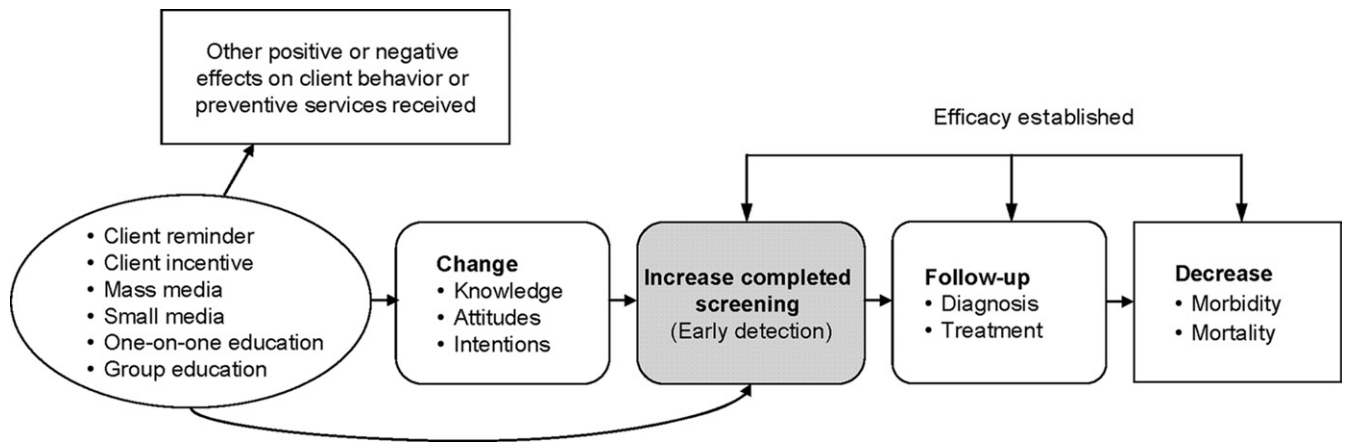 Other positive or negative
effects on client behavior or
preventive services received
Efficacy established
• Client reminder
• Client incentive
• Mass media
• Small media
• One-on-one education
• Group education
Change
• Knowledge
• Attitudes
• Intentions
Increase completed
screening
(Early detection)
Follow-up
• Diagnosis
• Treatment
Decrease
• Morbidity
• Mortality